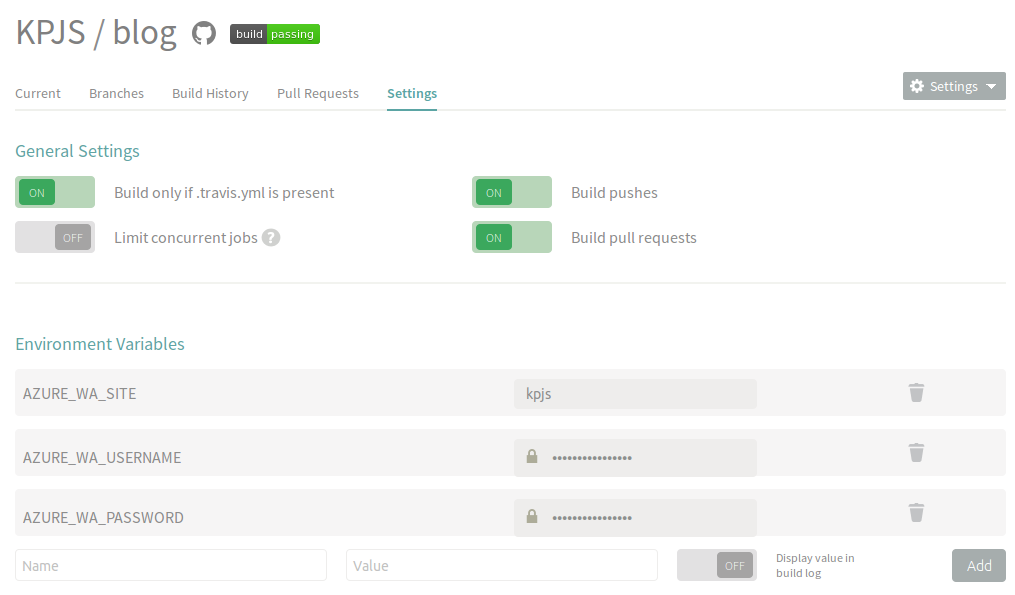 KPJS / blog build passing
Current Branches Build History Pull Requests Settings Settings
General Settings
ON Build only if .travis.yml is present ON Build pushes
OFF Limit concurrent jobs ? ON Build pull requests
Environment Variables
AZURE_WA_SITE kpjs
AZURE_WA_USERNAME ••••••••••••••••
AZURE_WA_PASSWORD ••••••••••••••••
Name Value OFF Display value in
build log Add